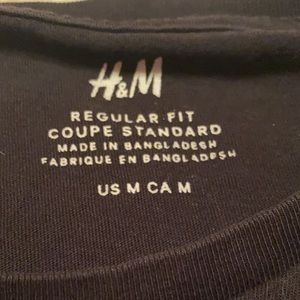 H&M
REGULAR FIT
COUPE STANDARD
MADE IN BANGLADESH
FABRIQUE EN BANGLADESH
US M CA M